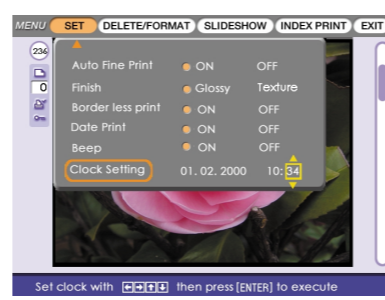 MENU SET DELETE/FORMAT SLIDESHOW INDEX PRINT EXIT
236
Auto Fine Print ON OFF
0
Finish Glossy Texture
Border less print ON OFF
Date Print ON OFF
Beep ON OFF
Clock Setting 01. 02. 2000 10:34
Set clock with ←→↑↓ then press [ENTER] to execute